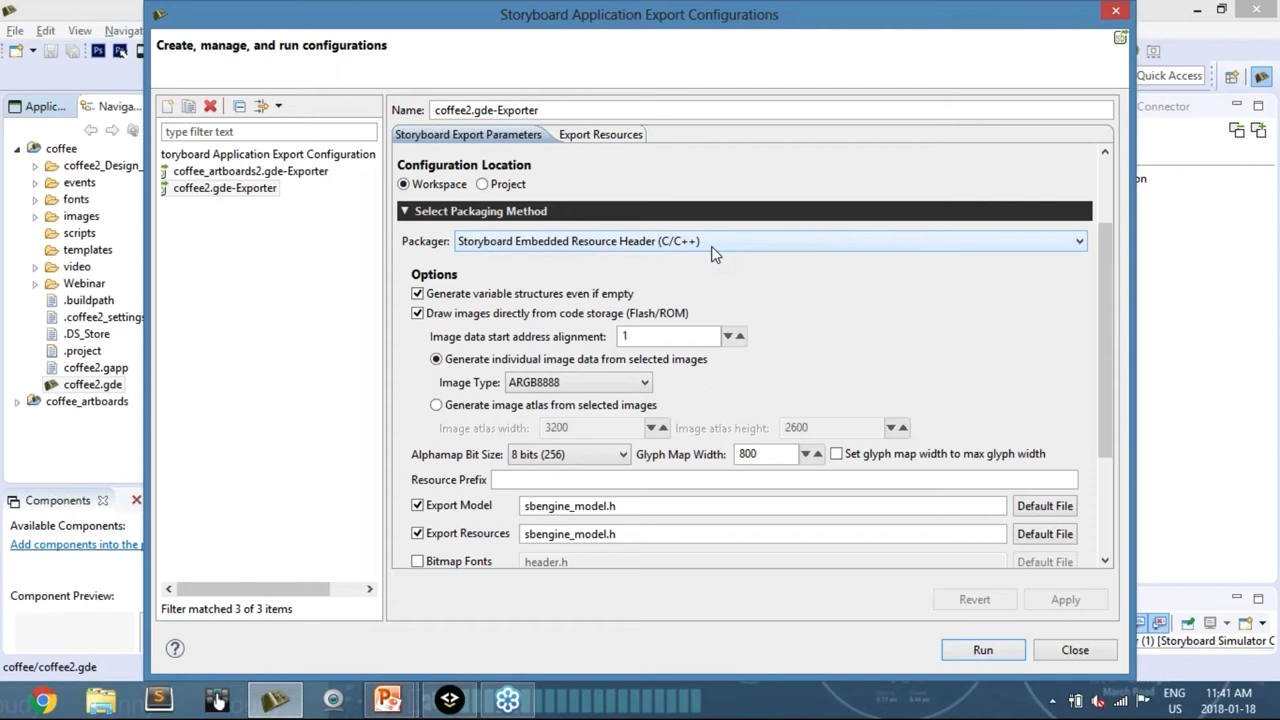 Storyboard Application Export Configurations
File Edit View Navigat
Create, manage, and run configurations
Quick Access
Applic...
Naviga
Connector
type filter text
Name: coffee2.gde-Exporter
Storyboard Export Parameters
Export Resources
toryboard Application Export Configuration
coffee_artboards2.gde-Exporter
coffee2.gde-Exporter
coffee
coffee2_Design_
events
fonts
images
scripts
templates
video
Webinar
.buildpath
.coffee2_settings
.DS_Store
.project
coffee2.gapp
coffee2.gde
coffee_artboards
Configuration Location
Workspace Project
Select Packaging Method
Packager: Storyboard Embedded Resource Header (C/C++)
Options
Generate variable structures even if empty
Draw images directly from code storage (Flash/ROM)
Image data start address alignment: 1
Generate individual image data from selected images
Image Type: ARGB8888
Generate image atlas from selected images
Image atlas width: 3200 Image atlas height: 2600
Alphamap Bit Size: 8 bits (256) Glyph Map Width: 800 Set glyph map width to max glyph width
Resource Prefix
Export Model sbengine_model.h Default File
Export Resources sbengine_model.h Default File
Bitmap Fonts header.h Default File
Components
Available Components:
Add components into the p
Component Preview:
Filter matched 3 of 3 items
Revert Apply
Run Close
coffee/coffee2.gde
r (1) [Storyboard Simulator C
ENG
US
11:41 AM
2018-01-18